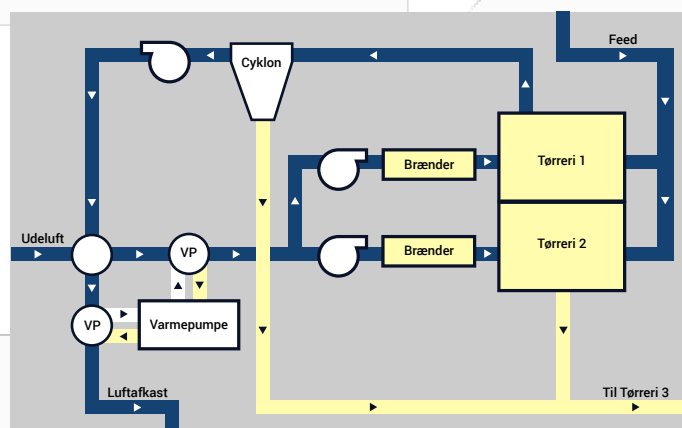 Feed
Cyklon
Brænder
Tørreri 1
Udeluft
VP
Brænder
Tørreri 2
VP
Varmepumpe
Luftafkast
Til Tørreri 3